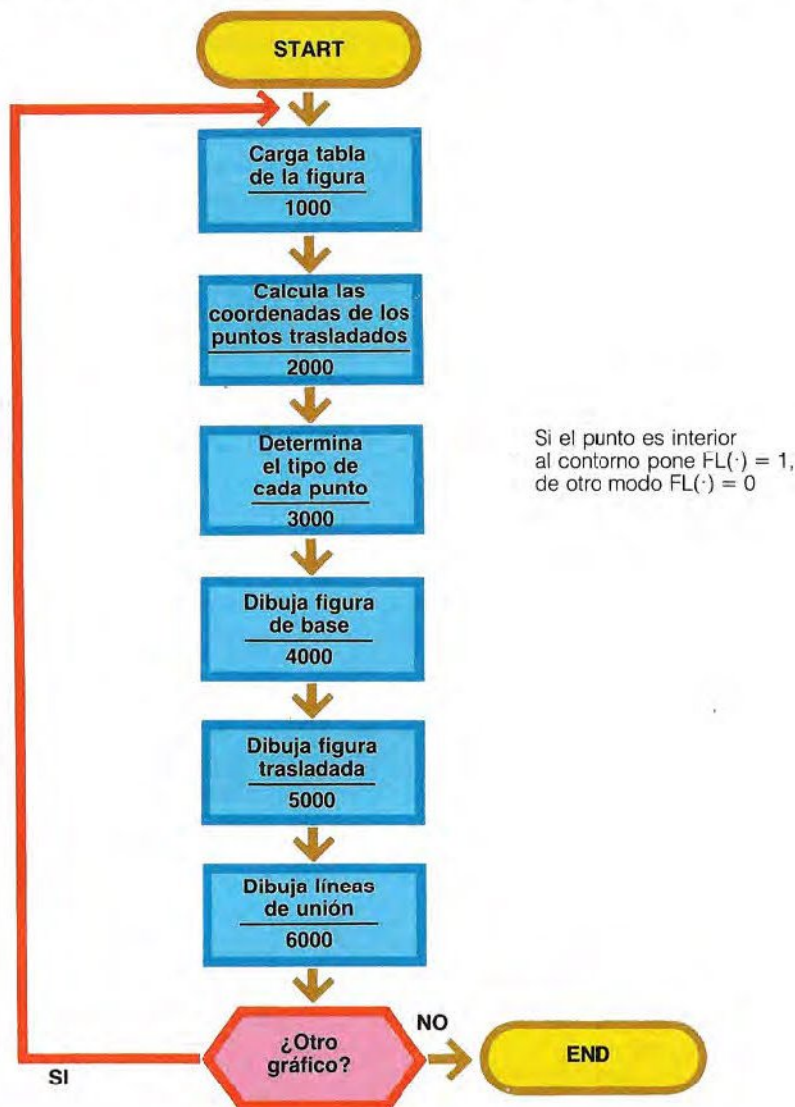 START
Carga tabla
de la figura
1000
Calcula las
coordenadas de los
puntos trasladados
2000
Determina
el tipo de
cada punto
3000
Si el punto es interior
al contorno pone FL(·) = 1,
de otro modo FL(·) = 0
Dibuja figura
de base
4000
Dibuja figura
trasladada
5000
Dibuja líneas
de unión
6000
¿Otro
gráfico?
NO
END
SI